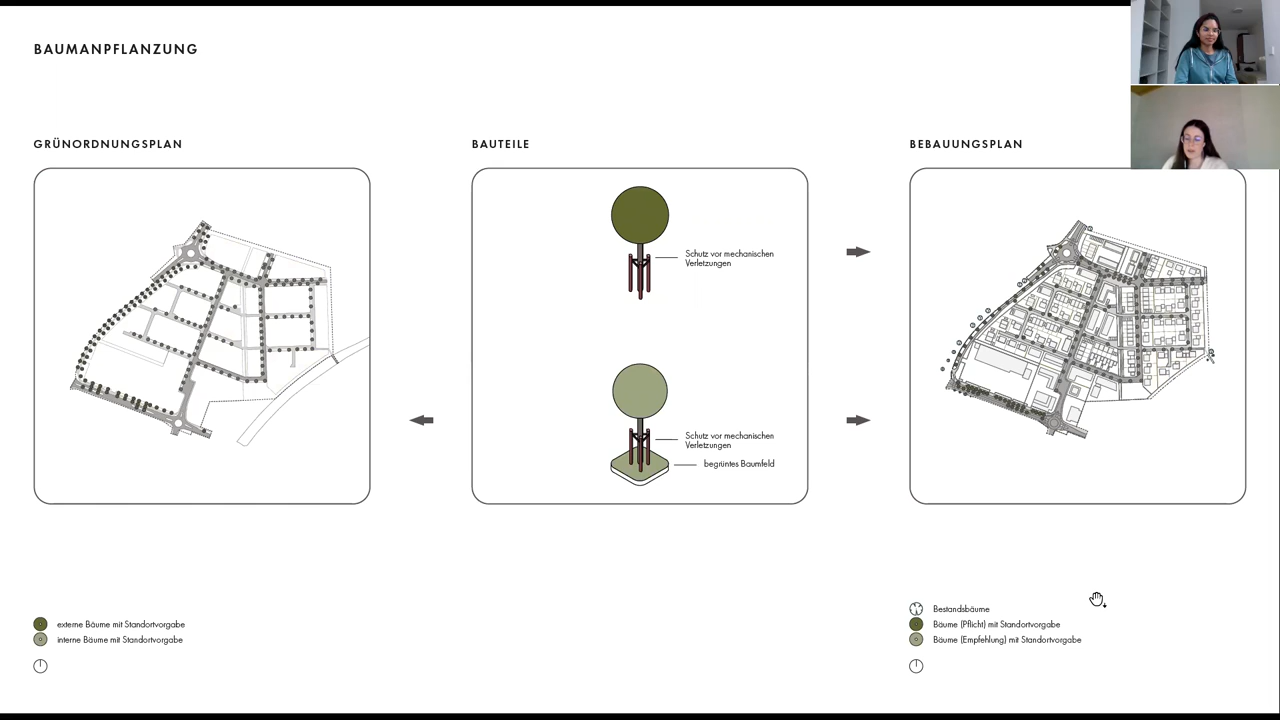 BAUMANPFLANZUNG
GRÜNORDNUNGSPLAN
BAUTEILE
BEBAUUNGSPLAN
Schutz vor mechanischen
Verletzungen
Schutz vor mechanischen
Verletzungen
begrüntes Baumfeld
externe Bäume mit Standortvorgabe
interne Bäume mit Standortvorgabe
Bestandsbäume
Bäume (Pflicht) mit Standortvorgabe
Bäume (Empfehlung) mit Standortvorgabe